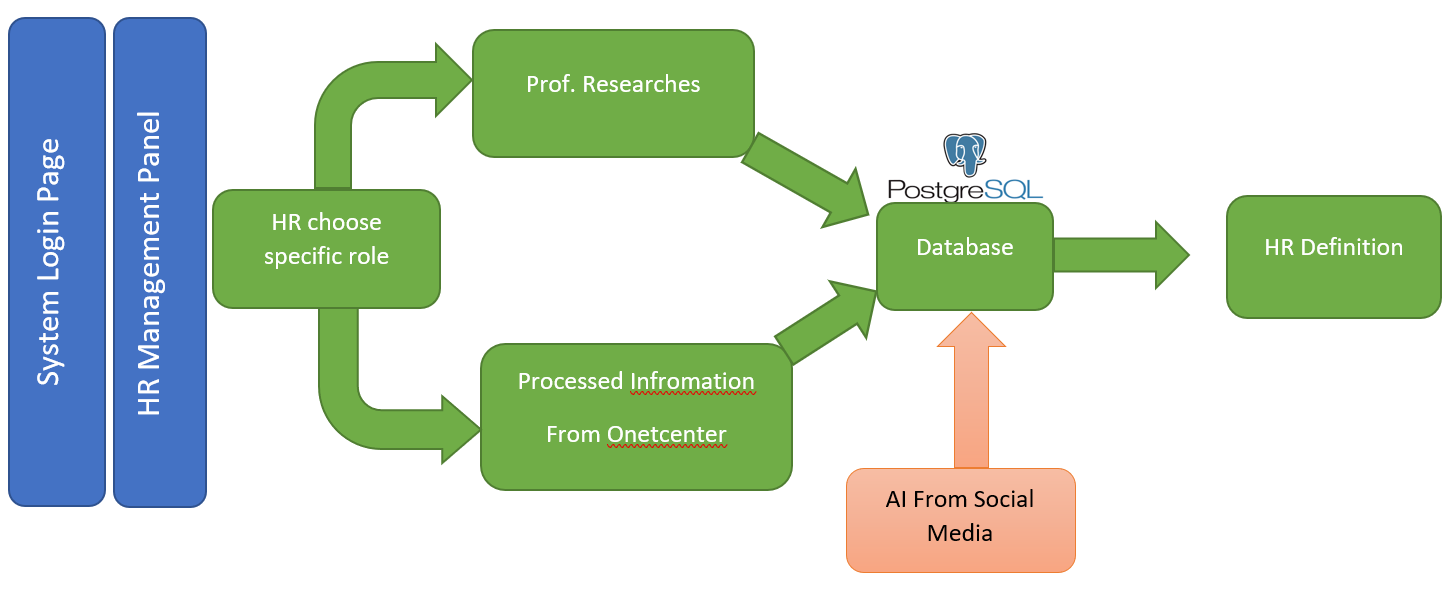 System Login Page
HR Management Panel
HR choose
specific role
Prof. Researches
Processed Infromation
From Onetcenter
PostgreSQL
Database
AI From Social
Media
HR Definition